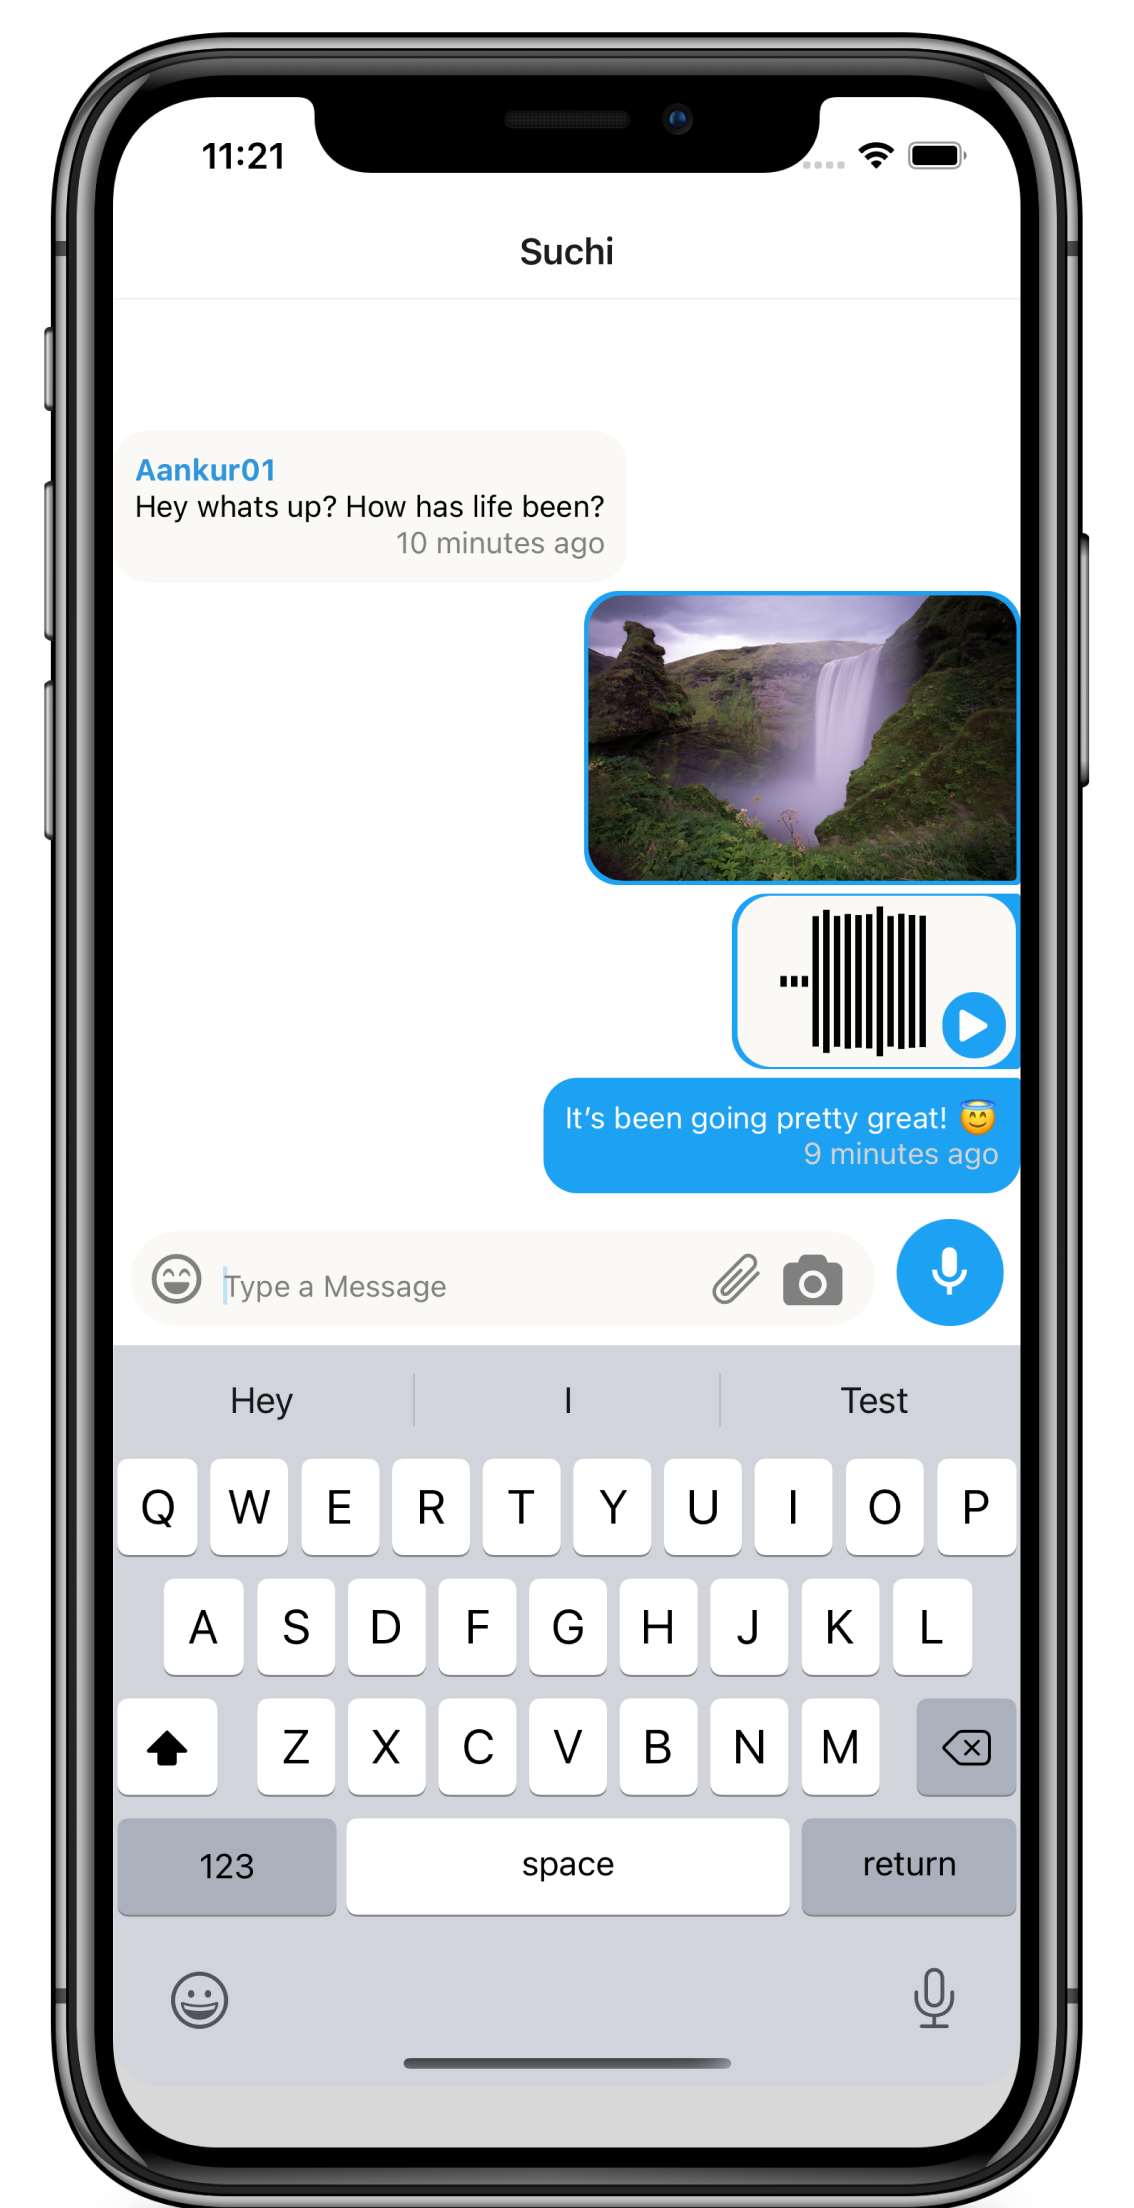 11:21
Suchi
Aankur01
Hey whats up? How has life been?
10 minutes ago
It’s been going pretty great! 😇
9 minutes ago
Type a Message
Hey I Test
Q W E R T Y U I O P
A S D F G H J K L
Z X C V B N M
123 space return